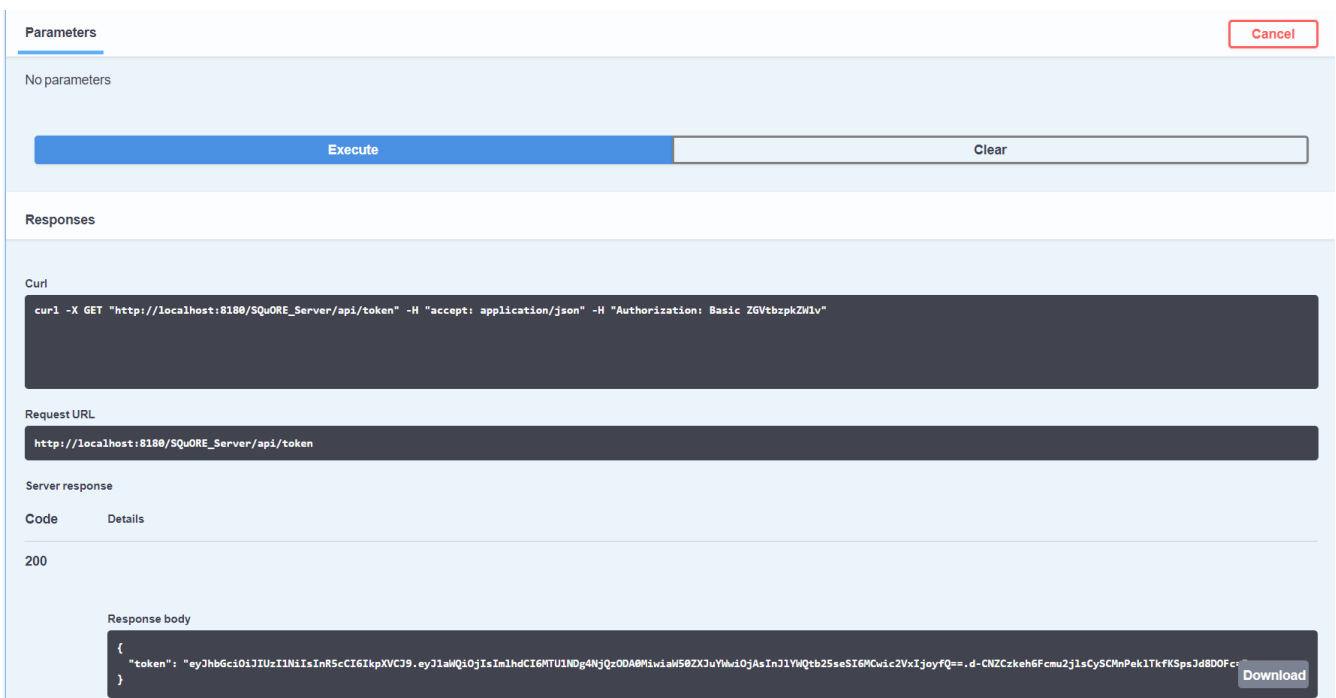 Parameters
Cancel
No parameters
Execute
Clear
Responses
Curl
curl -X GET "http://localhost:8180/SQuORE_Server/api/token" -H "accept: application/json" -H "Authorization: Basic ZGVtbzpkZW1v"
Request URL
http://localhost:8180/SQuORE_Server/api/token
Server response
Code Details
200
Response body
{
"token": "eyJhbGciOiJIUzI1NiIsInR5cCI6IkpXVCJ9.eyJ1aWQiOjIsImlhdCI6MTU1NDg4NjQzODA0MiwiaW50ZXJuYWwiOjAsInJ1YWQtb25seSI6MCwic2VxIjoyfQ==.d-CNZCzkeh6Fcmu2jlsCySCMnPeklTkfKSpsJd8DOFc=
}
Download